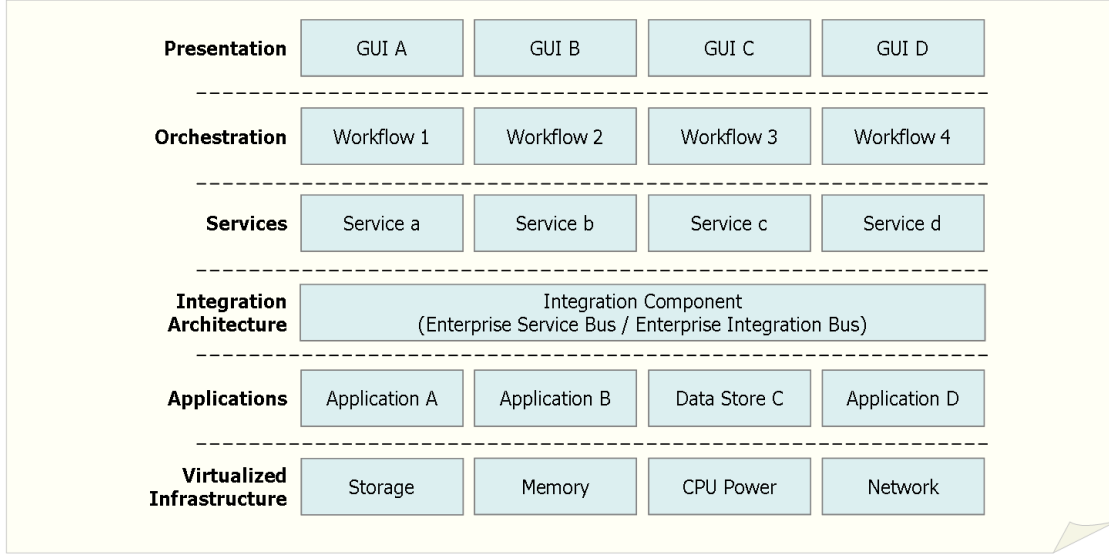 Presentation
GUI A
GUI B
GUI C
GUI D
Orchestration
Workflow 1
Workflow 2
Workflow 3
Workflow 4
Services
Service a
Service b
Service c
Service d
Integration
Architecture
Integration Component
(Enterprise Service Bus / Enterprise Integration Bus)
Applications
Application A
Application B
Data Store C
Application D
Virtualized
Infrastructure
Storage
Memory
CPU Power
Network